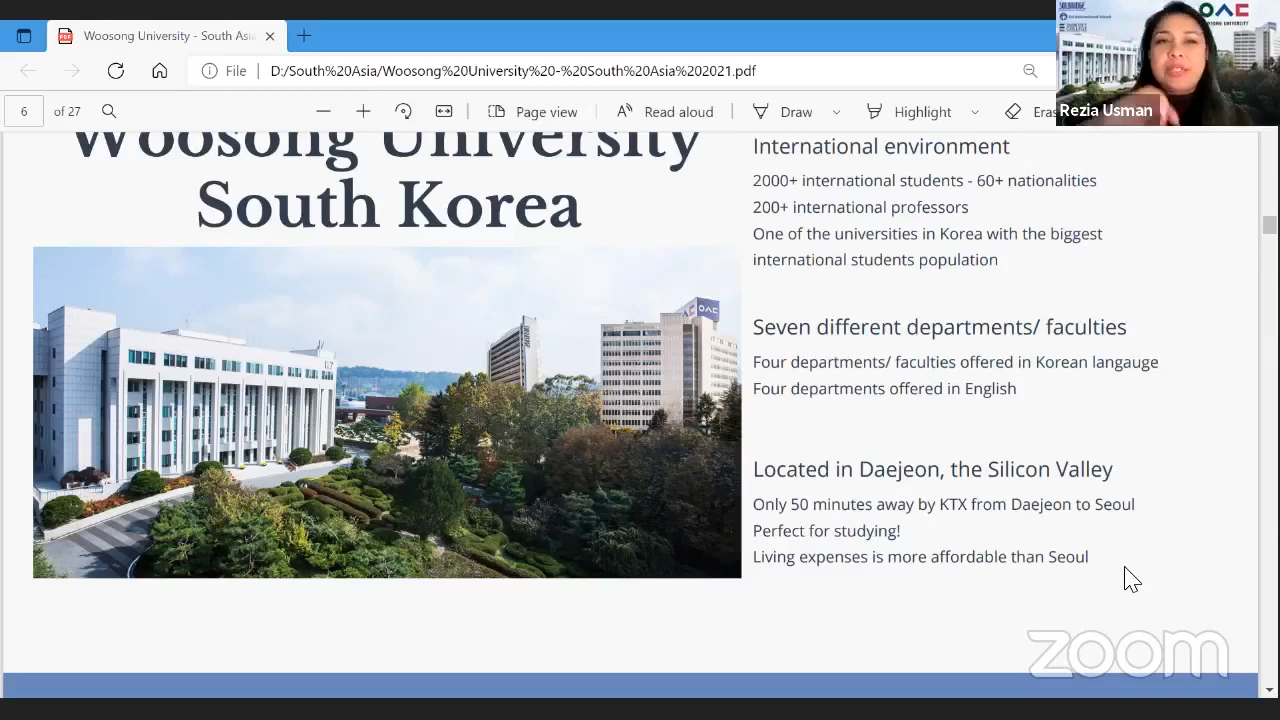 Woosong University - South Asi
File
D:/South%20Asia/Woosong%20University%20-%20South%20Asia%202021.pdf
6 of 27
Page view
Read aloud
Draw
Highlight
Eras
Rezia Usman
Woosong University
South Korea
International environment
2000+ international students - 60+ nationalities
200+ international professors
One of the universities in Korea with the biggest
international students population
Seven different departments/ faculties
Four departments/ faculties offered in Korean langauge
Four departments offered in English
Located in Daejeon, the Silicon Valley
Only 50 minutes away by KTX from Daejeon to Seoul
Perfect for studying!
Living expenses is more affordable than Seoul
zoom